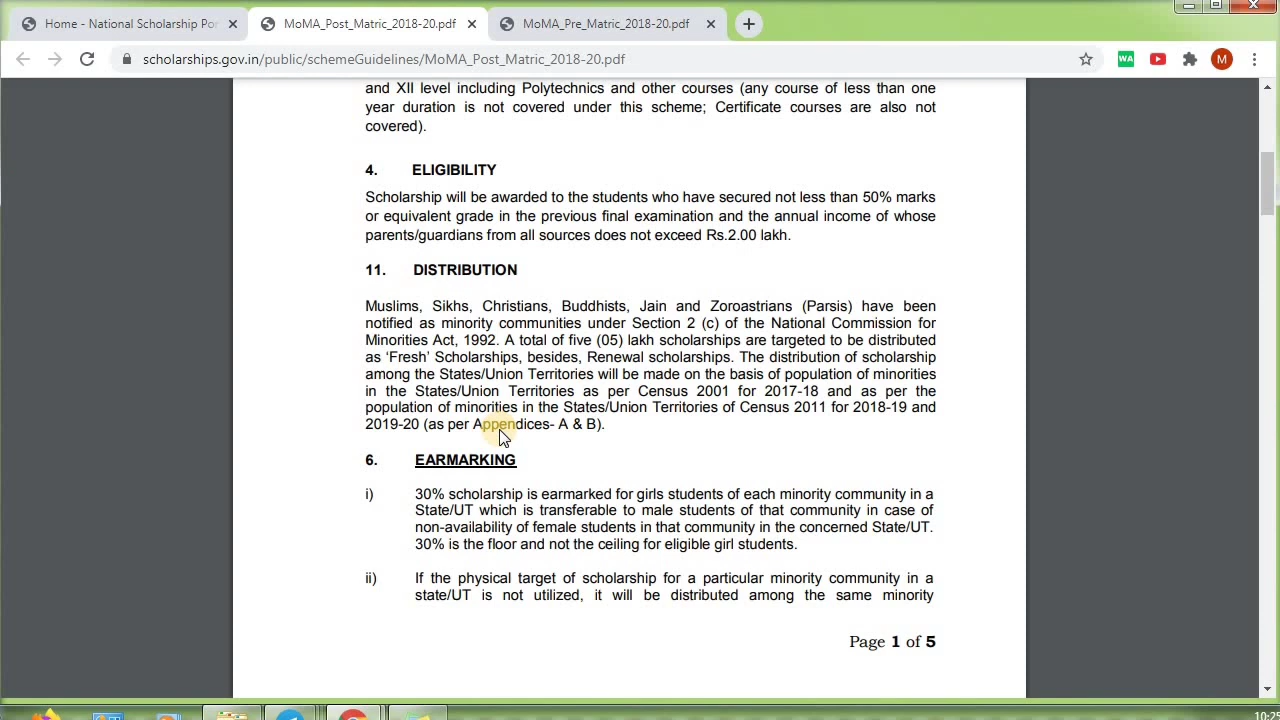 Home - National Scholarship Por
MoMA_Post_Matric_2018-20.pdf
MoMA_Pre_Matric_2018-20.pdf
scholarships.gov.in/public/schemeGuidelines/MoMA_Post_Matric_2018-20.pdf
WA
M
and XII level including Polytechnics and other courses (any course of less than one
year duration is not covered under this scheme; Certificate courses are also not
covered).
4. ELIGIBILITY
Scholarship will be awarded to the students who have secured not less than 50% marks
or equivalent grade in the previous final examination and the annual income of whose
parents/guardians from all sources does not exceed Rs.2.00 lakh.
11. DISTRIBUTION
Muslims, Sikhs, Christians, Buddhists, Jain and Zoroastrians (Parsis) have been
notified as minority communities under Section 2 (c) of the National Commission for
Minorities Act, 1992. A total of five (05) lakh scholarships are targeted to be distributed
as ‘Fresh’ Scholarships, besides, Renewal scholarships. The distribution of scholarship
among the States/Union Territories will be made on the basis of population of minorities
in the States/Union Territories as per Census 2001 for 2017-18 and as per the
population of minorities in the States/Union Territories of Census 2011 for 2018-19 and
2019-20 (as per Appendices- A & B).
6. EARMARKING
i) 30% scholarship is earmarked for girls students of each minority community in a
State/UT which is transferable to male students of that community in case of
non-availability of female students in that community in the concerned State/UT.
30% is the floor and not the ceiling for eligible girl students.
ii) If the physical target of scholarship for a particular minority community in a
state/UT is not utilized, it will be distributed among the same minority
Page 1 of 5